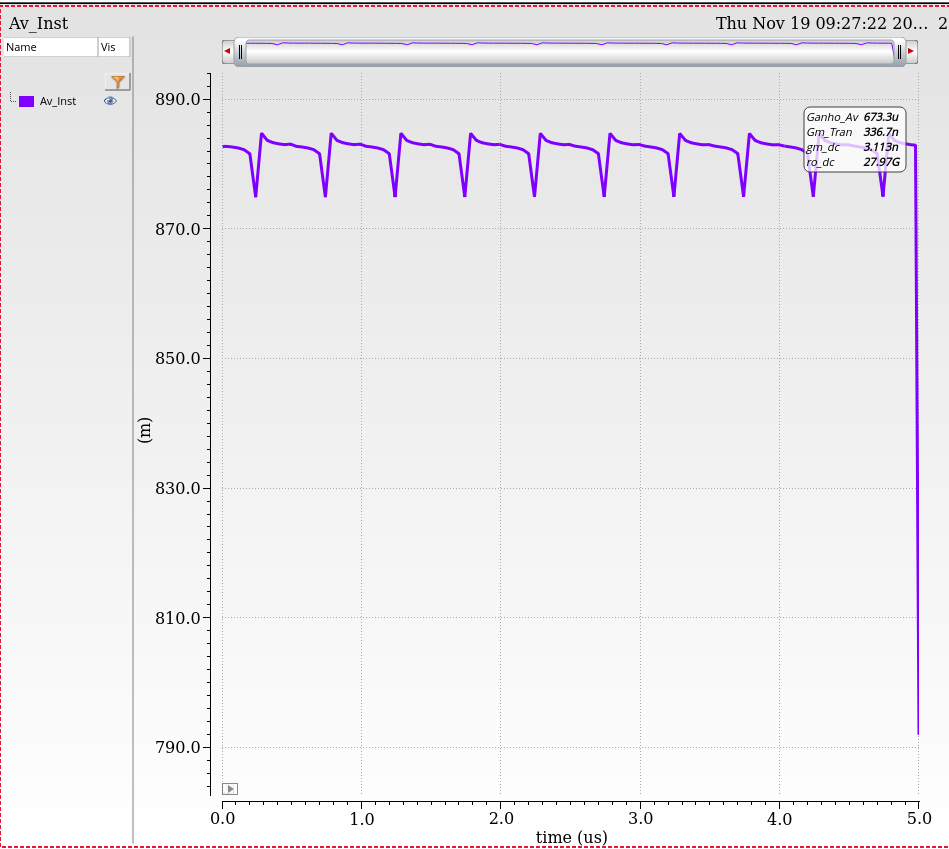 Av_Inst
Thu Nov 19 09:27:22 20... 2
Name Vis
Av_Inst
890.0
870.0
850.0
830.0
810.0
790.0
(m)
Ganho_Av 673.3u
Gm_Tran 336.7n
gm_dc 3.113n
ro_dc 27.97G
0.0 1.0 2.0 3.0 4.0 5.0
time (us)